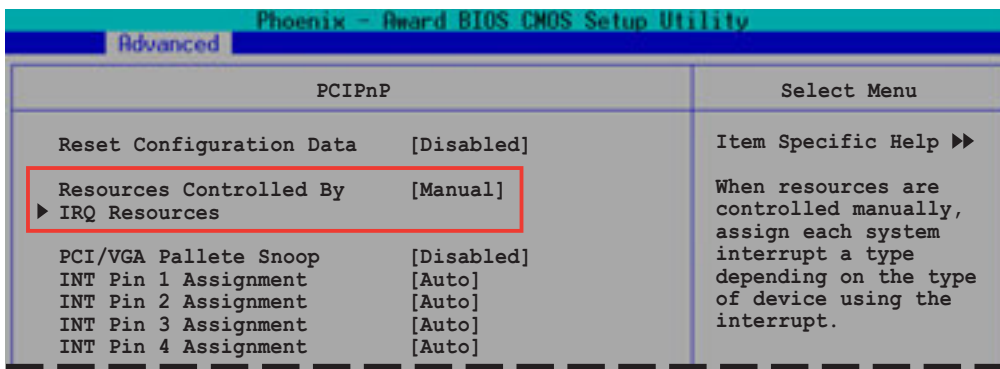 Phoenix - Award BIOS CMOS Setup Utility
Advanced
PCIPnP
Select Menu
Reset Configuration Data [Disabled]
Resources Controlled By [Manual]
IRQ Resources
PCI/VGA Pallete Snoop [Disabled]
INT Pin 1 Assignment [Auto]
INT Pin 2 Assignment [Auto]
INT Pin 3 Assignment [Auto]
INT Pin 4 Assignment [Auto]
Item Specific Help
When resources are
controlled manually,
assign each system
interrupt a type
depending on the type
of device using the
interrupt.